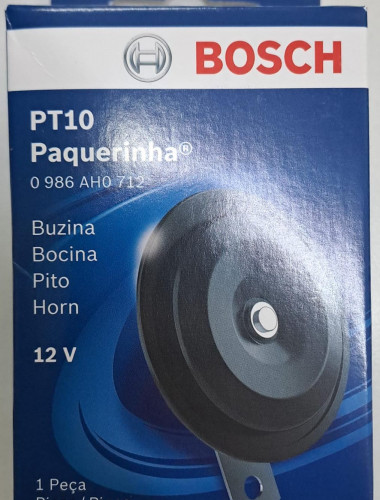 BOSCH
PT10
Paquerinha®
0 986 AH0 712
Buzina
Bocina
Pito
Horn
12 V
1 Peça